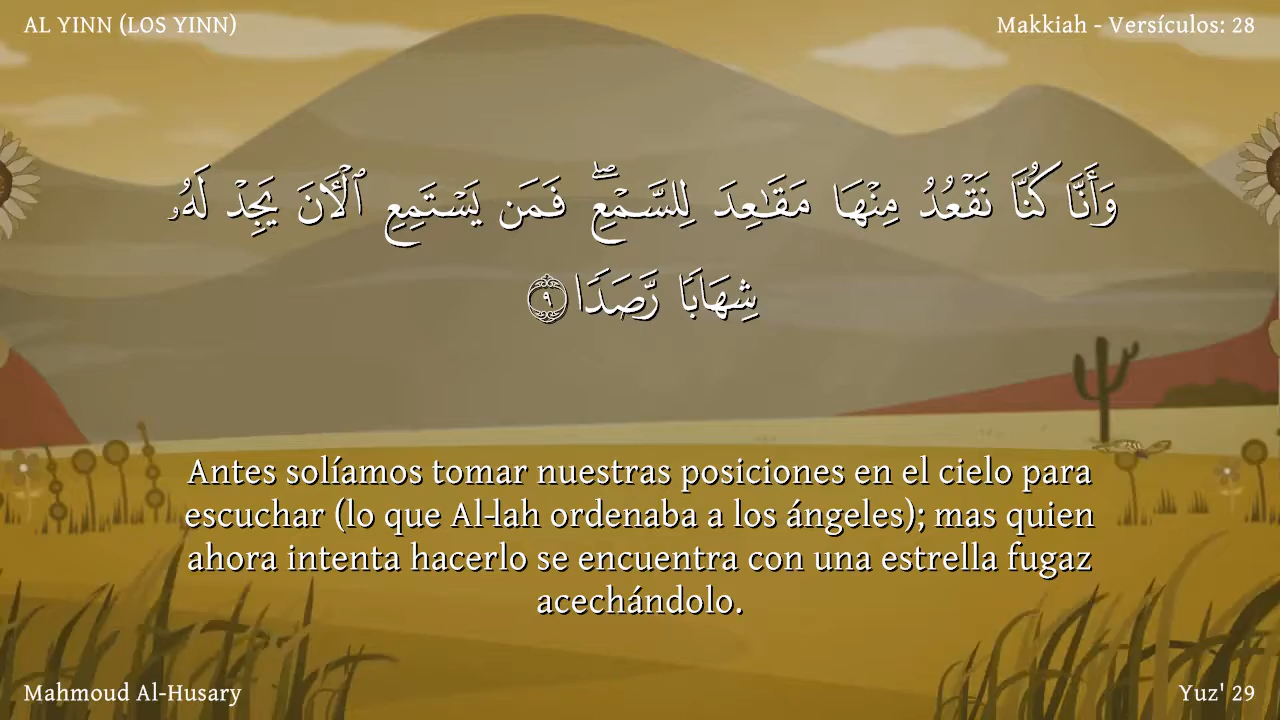 AL YINN (LOS YINN)
Makkiah - Versículos: 28
وَأَنَّا كُنَّا نَقْعُدُ مِنْهَا مَقَٰعِدَ لِلسَّمْعِ ۖ فَمَن يَسْتَمِعِ ٱلْـَٔانَ يَجِدْ لَهُۥ
شِهَابًا رَّصَدًا ٩
Antes solíamos tomar nuestras posiciones en el cielo para
escuchar (lo que Al-lah ordenaba a los ángeles); mas quien
ahora intenta hacerlo se encuentra con una estrella fugaz
acechándolo.
Mahmoud Al-Husary
Yuz' 29